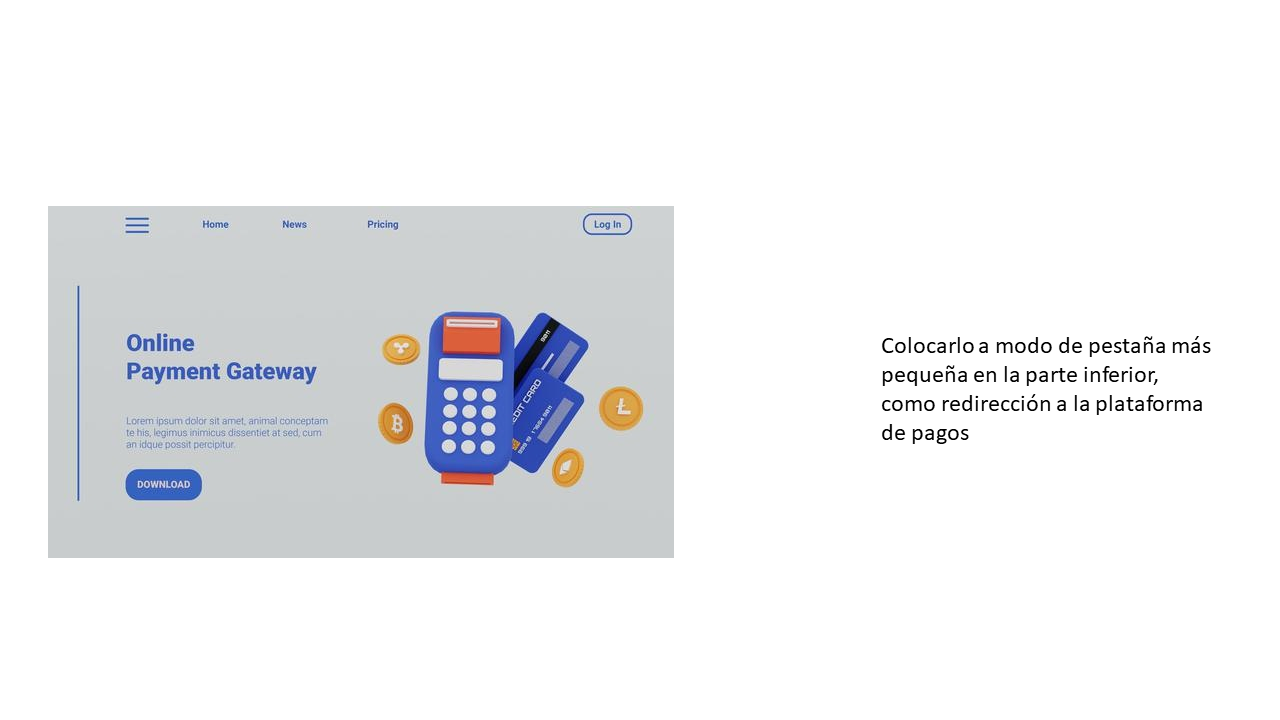 Home News Pricing Log In
Online
Payment Gateway
Lorem ipsum dolor sit amet, animal conceptam
te his, legimus inimicus dissentiet at sed, cum
an idque possit percipitur.
DOWNLOAD
Colocarlo a modo de pestaña más
pequeña en la parte inferior,
como redirección a la plataforma
de pagos